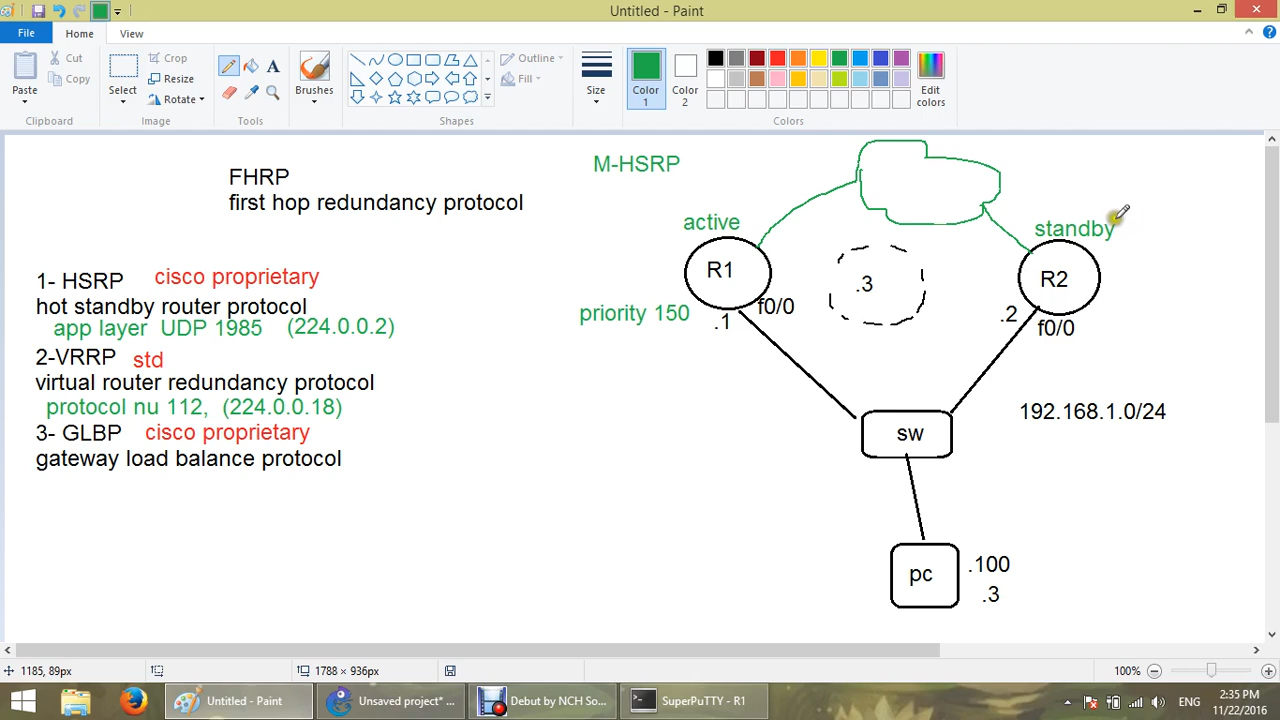 Untitled - Paint
File
Home
View
Paste
Cut
Copy
Clipboard
Select
Crop
Resize
Rotate
Image
Tools
Brushes
Shapes
Outline
Fill
Size
Color 1
Color 2
Edit colors
Colors
FHRP
first hop redundancy protocol
1- HSRP cisco proprietary
hot standby router protocol
app layer UDP 1985 (224.0.0.2)
2-VRRP std
virtual router redundancy protocol
protocol nu 112, (224.0.0.18)
3- GLBP cisco proprietary
gateway load balance protocol
M-HSRP
active
standby
R1
.3
R2
priority 150
.1
f0/0
.2
f0/0
192.168.1.0/24
sw
pc
.100
.3
1185, 89px
1788 × 936px
100%
Untitled - Paint
Unsaved project* ...
Debut by NCH So...
SuperPuTTY - R1
ENG
2:35 PM
11/22/2016